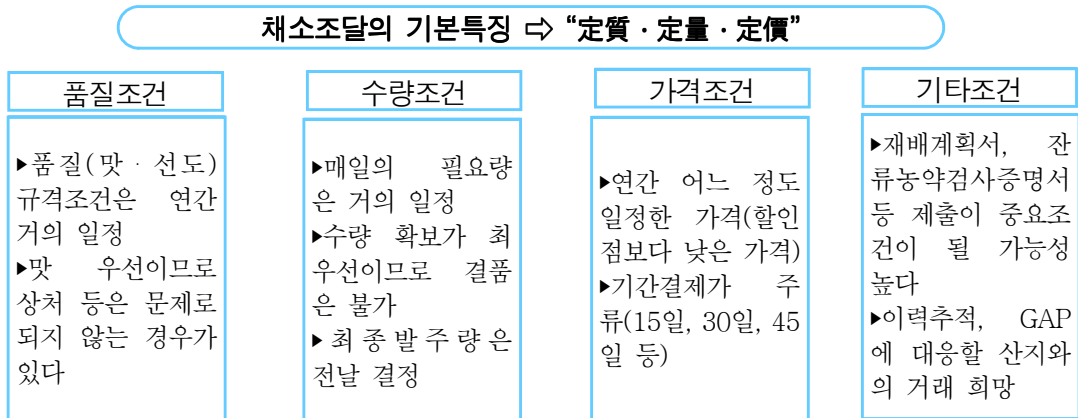 채소조달의 기본특징 ⇨ “定質 · 定量 · 定價”
품질조건
▶품질(맛 · 선도)
규격조건은 연간
거의 일정
▶맛 우선이므로
상처 등은 문제로
되지 않는 경우가
있다
수량조건
▶매일의 필요량
은 거의 일정
▶수량 확보가 최
우선이므로 결품
은 불가
▶최종발주량은
전날 결정
가격조건
▶연간 어느 정도
일정한 가격(할인
점보다 낮은 가격)
▶기간결제가 주
류(15일, 30일, 45
일 등)
기타조건
▶재배계획서, 잔
류농약검사증명서
등 제출이 중요조
건이 될 가능성
높다
▶이력추적, GAP
에 대응할 산지와
의 거래 희망